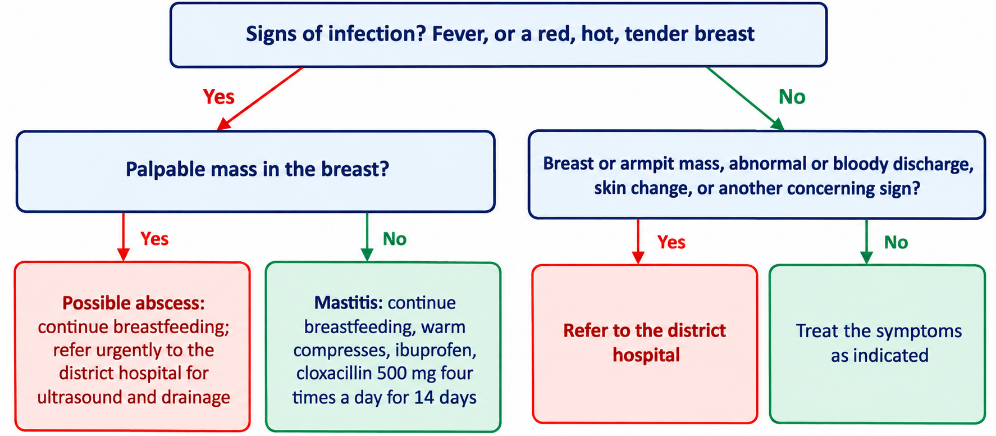 Signs of infection? Fever, or a red, hot, tender breast
Yes
No
Palpable mass in the breast?
Breast or armpit mass, abnormal or bloody discharge,
skin change, or another concerning sign?
Yes
No
Yes
No
Possible abscess:
continue breastfeeding;
refer urgently to the
district hospital for
ultrasound and drainage
Mastitis: continue
breastfeeding, warm
compresses, ibuprofen,
cloxacillin 500 mg four
times a day for 14 days
Refer to the district
hospital
Treat the symptoms
as indicated